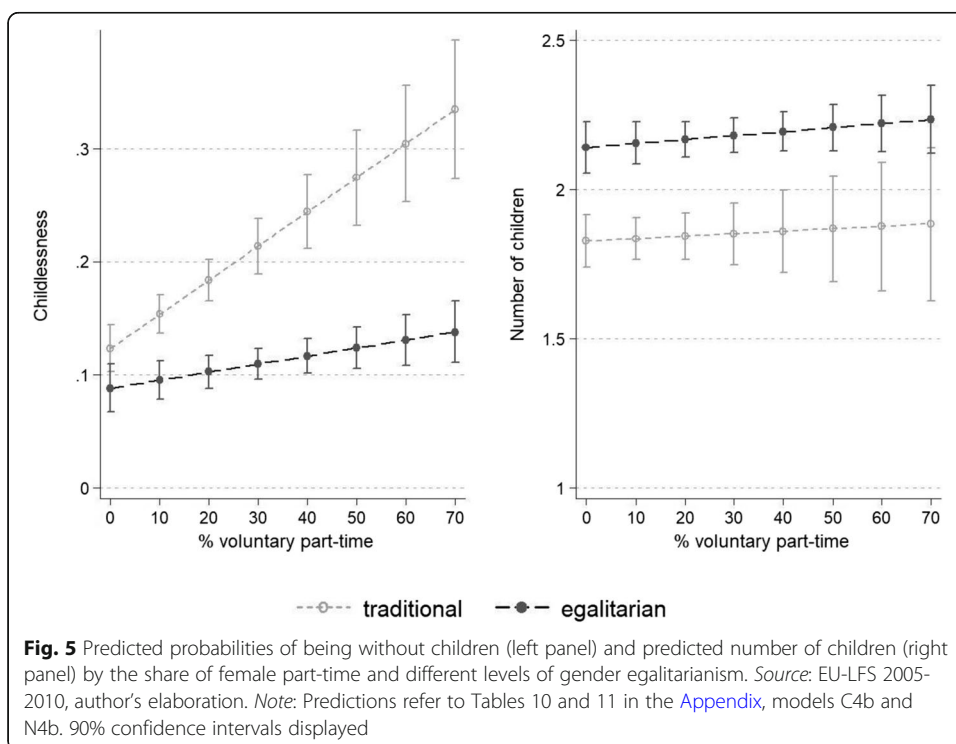 Childlessness
.3
.2
.1
0
0 10 20 30 40 50 60 70
% voluntary part-time
Number of children
2.5
2
1.5
1
0 10 20 30 40 50 60 70
% voluntary part-time
traditional egalitarian
Fig. 5 Predicted probabilities of being without children (left panel) and predicted number of children (right
panel) by the share of female part-time and different levels of gender egalitarianism. Source: EU-LFS 2005-
2010, author's elaboration. Note: Predictions refer to Tables 10 and 11 in the Appendix, models C4b and
N4b. 90% confidence intervals displayed